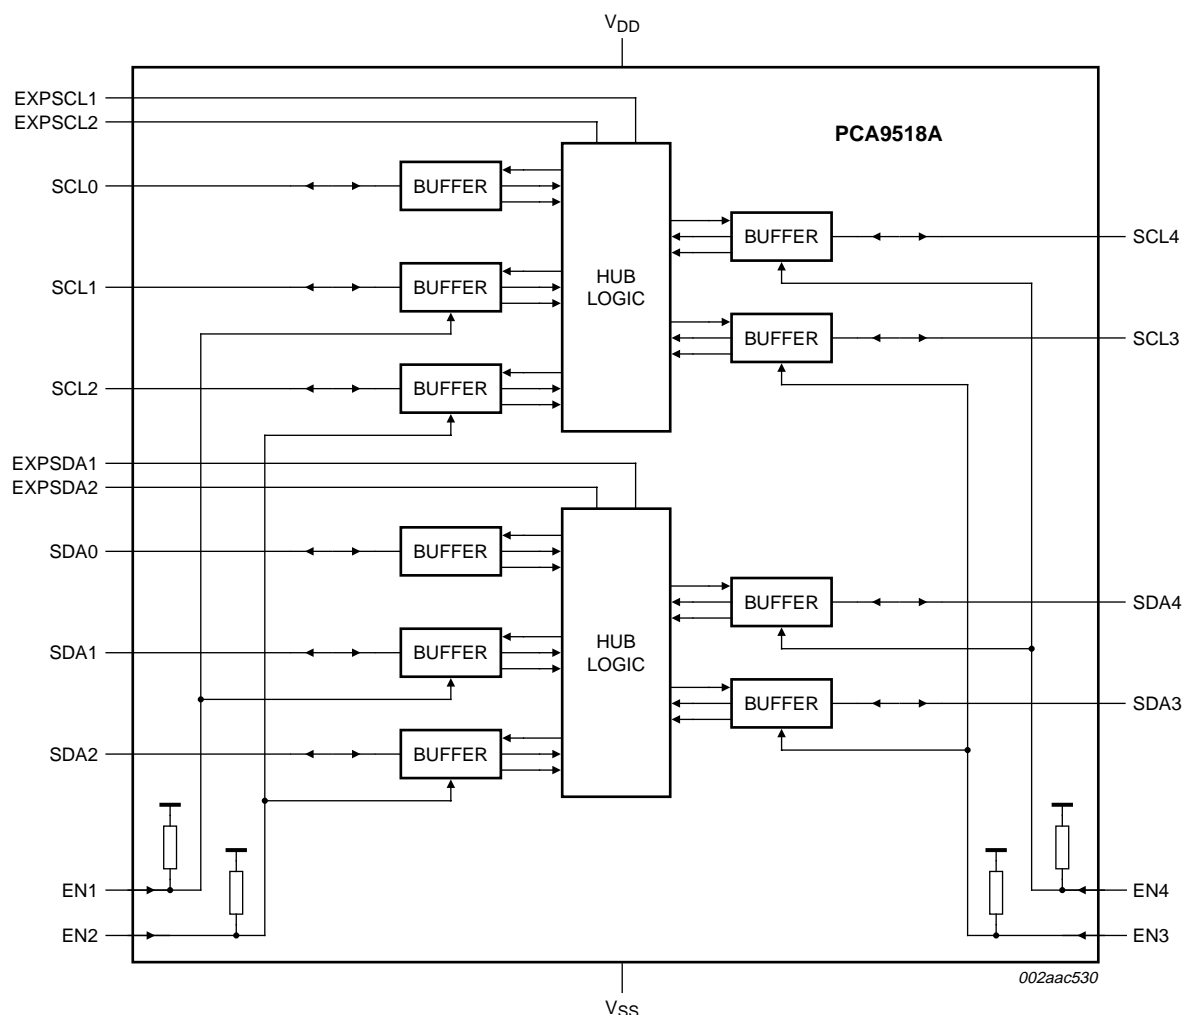 VDD
EXPSCL1
EXPSCL2
PCA9518A
SCL0
BUFFER
BUFFER
SCL4
SCL1
BUFFER
HUB
LOGIC
BUFFER
SCL3
SCL2
BUFFER
EXPSDA1
EXPSDA2
SDA0
BUFFER
BUFFER
SDA4
SDA1
BUFFER
HUB
LOGIC
BUFFER
SDA3
SDA2
BUFFER
EN1
EN4
EN2
EN3
002aac530
VSS